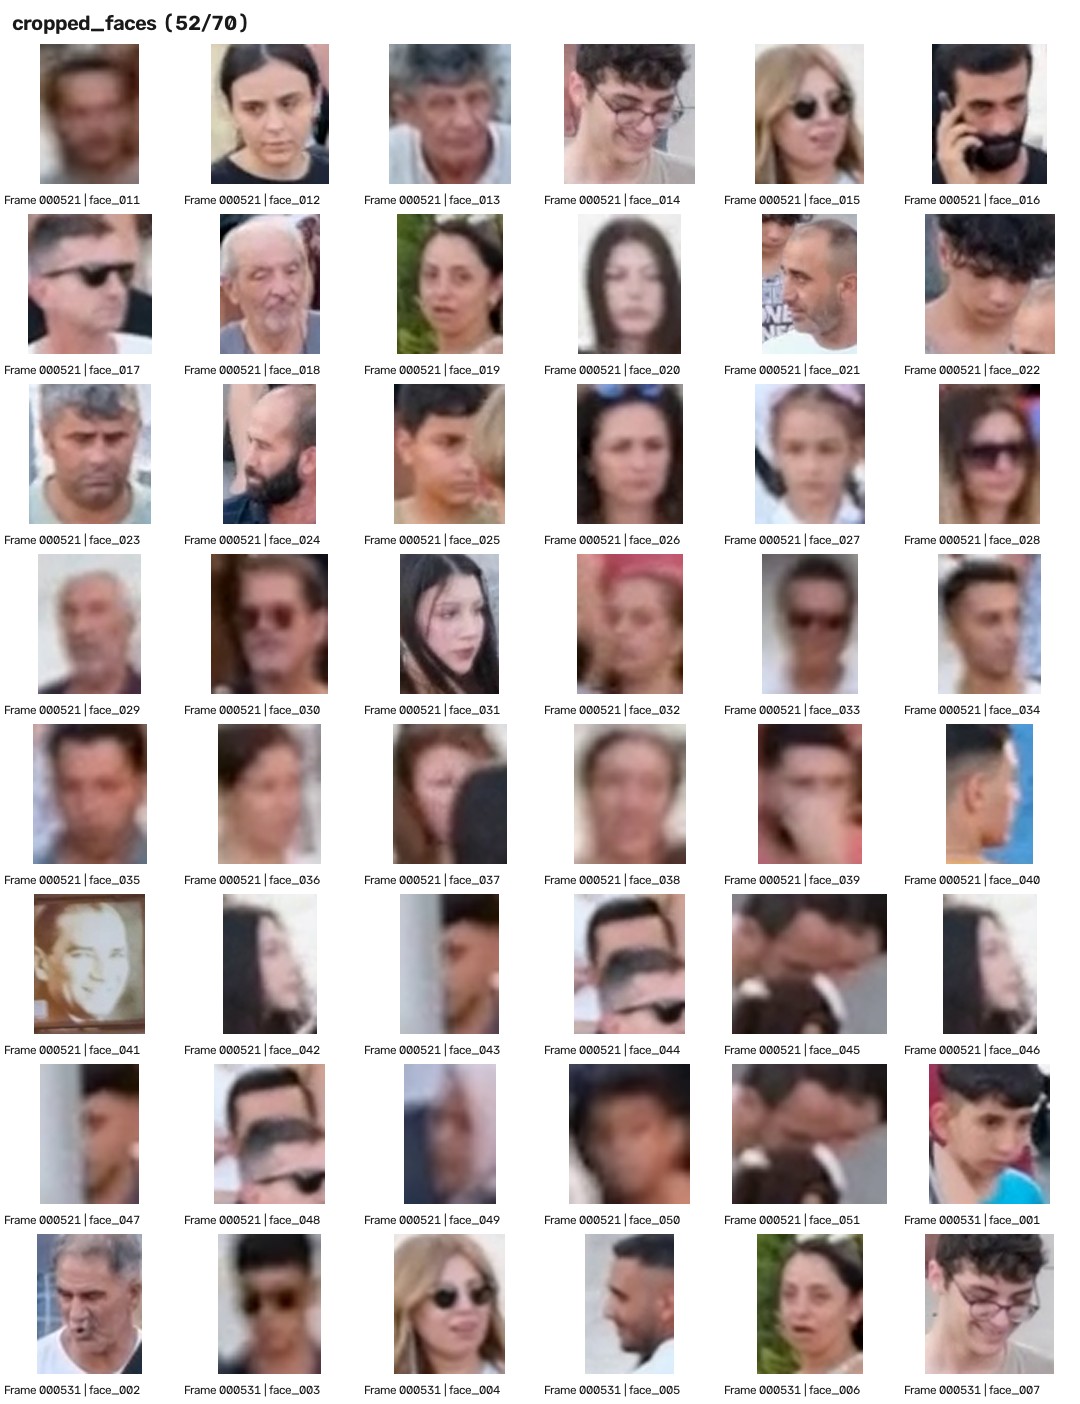 cropped_faces (52/70)
Frame 000521 | face_011
Frame 000521 | face_012
Frame 000521 | face_013
Frame 000521 | face_014
Frame 000521 | face_015
Frame 000521 | face_016
Frame 000521 | face_017
Frame 000521 | face_018
Frame 000521 | face_019
Frame 000521 | face_020
Frame 000521 | face_021
Frame 000521 | face_022
Frame 000521 | face_023
Frame 000521 | face_024
Frame 000521 | face_025
Frame 000521 | face_026
Frame 000521 | face_027
Frame 000521 | face_028
Frame 000521 | face_029
Frame 000521 | face_030
Frame 000521 | face_031
Frame 000521 | face_032
Frame 000521 | face_033
Frame 000521 | face_034
Frame 000521 | face_035
Frame 000521 | face_036
Frame 000521 | face_037
Frame 000521 | face_038
Frame 000521 | face_039
Frame 000521 | face_040
Frame 000521 | face_041
Frame 000521 | face_042
Frame 000521 | face_043
Frame 000521 | face_044
Frame 000521 | face_045
Frame 000521 | face_046
Frame 000521 | face_047
Frame 000521 | face_048
Frame 000521 | face_049
Frame 000521 | face_050
Frame 000521 | face_051
Frame 000531 | face_001
Frame 000531 | face_002
Frame 000531 | face_003
Frame 000531 | face_004
Frame 000531 | face_005
Frame 000531 | face_006
Frame 000531 | face_007